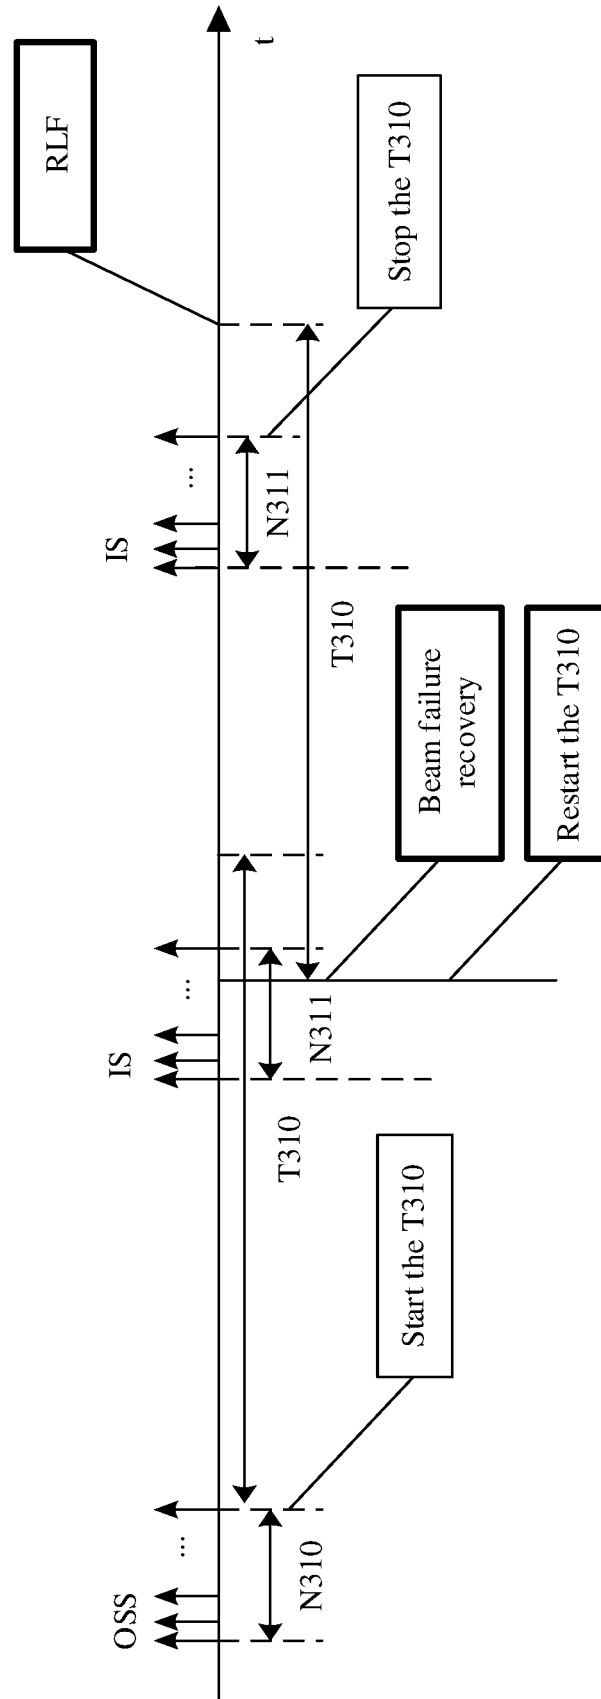 OSS
...
N310
Start the T310
T310
IS
...
N311
Beam failure
recovery
Restart the T310
T310
IS
...
N311
Stop the T310
RLF
t